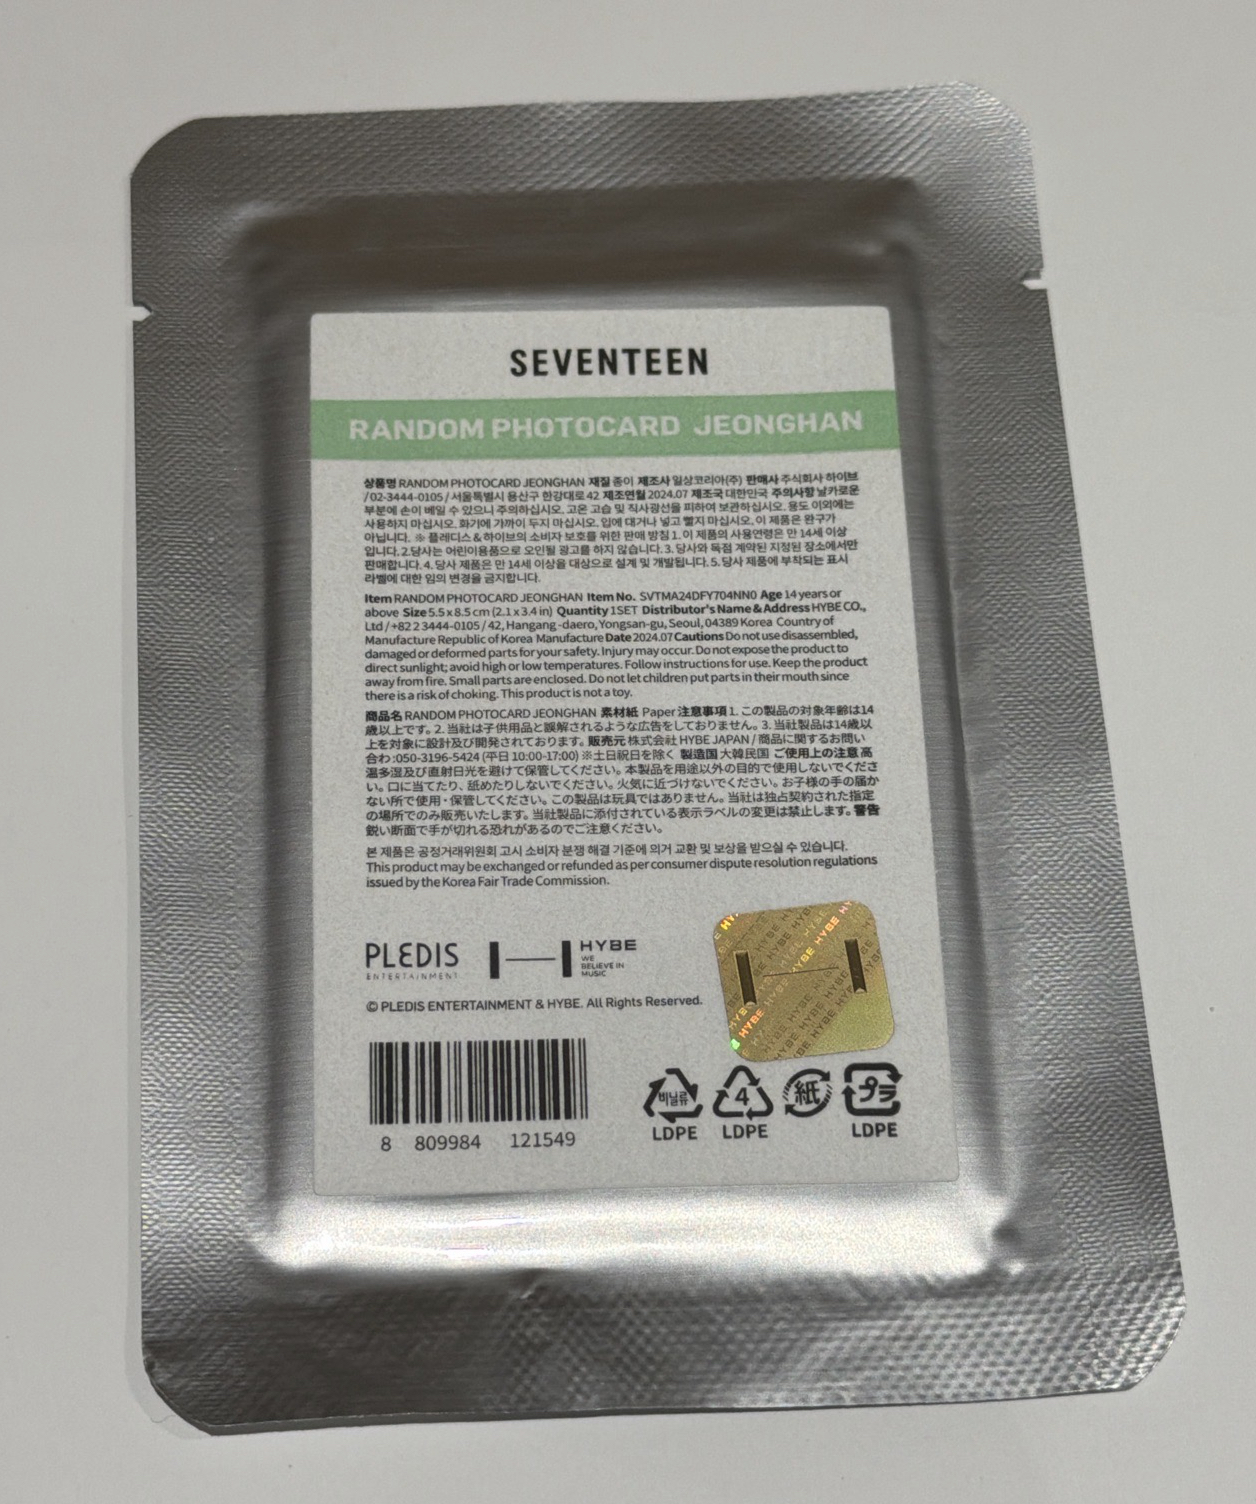 SEVENTEEN
RANDOM PHOTOCARD JEONGHAN
상품명 RANDOM PHOTOCARD JEONGHAN 재질 종이 제조사 일상코리아(주) 판매사 주식회사 하이브
/ 02-3444-0105 / 서울특별시 용산구 한강대로 42 제조연월 2024.07 제조국 대한민국 주의사항 날카로운
부분에 손이 베일 수 있으니 주의하십시오. 고온 고습 및 직사광선을 피하여 보관하십시오. 용도 이외에는
사용하지 마십시오. 화기에 가까이 두지 마십시오. 입에 대거나 넣고 빨지 마십시오. 이 제품은 완구가
아닙니다. ※ 플레디스 & 하이브의 소비자 보호를 위한 판매 방침 1. 이 제품의 사용연령은 만 14세 이상
입니다. 2.당사는 어린이용품으로 오인될 광고를 하지 않습니다. 3. 당사와 독점 계약된 지정된 장소에서만
판매합니다. 4. 당사 제품은 만 14세 이상을 대상으로 설계 및 개발됩니다. 5. 당사 제품에 부착되는 표시
라벨에 대한 임의 변경을 금지합니다.
Item RANDOM PHOTOCARD JEONGHAN Item No. SVTMA24DFY704NN0 Age 14 years or
above Size 5.5 x 8.5 cm (2.1 x 3.4 in) Quantity 1SET Distributor's Name & Address HYBE CO.,
Ltd / +82 2 3444-0105 / 42, Hangang-daero, Yongsan-gu, Seoul, 04389 Korea Country of
Manufacture Republic of Korea Manufacture Date 2024.07 Cautions Do not use disassembled,
damaged or deformed parts for your safety. Injury may occur. Do not expose the product to
direct sunlight; avoid high or low temperatures. Follow instructions for use. Keep the product
away from fire. Small parts are enclosed. Do not let children put parts in their mouth since
there is a risk of choking. This product is not a toy.
商品名 RANDOM PHOTOCARD JEONGHAN 素材紙 Paper 注意事項 1. この製品の対象年齢は14
歳以上です。2. 当社は子供用品と誤解されるような広告をしておりません。3. 当社製品は14歳以
上を対象に設計及び開発されております。販売元 株式会社 HYBE JAPAN / 商品に関するお問い
合わ :050-3196-5424 (平日 10:00-17:00) ※土日祝日を除く 製造国 大韓民国 ご使用上の注意 高
温多湿及び直射日光を避けて保管してください。本製品を用途以外の目的で使用しないでくださ
い。口に当てたり、舐めたりしないでください。火気に近づけないでください。お子様の手の届か
ない所で使用・保管してください。この製品は玩具ではありません。当社は独占契約された指定
の場所でのみ販売いたします。当社製品に添付されている表示ラベルの変更は禁止します。警告
鋭い断面で手が切れる恐れがあるのでご注意ください。
본 제품은 공정거래위원회 고시 소비자 분쟁 해결 기준에 의거 교환 및 보상을 받으실 수 있습니다.
This product may be exchanged or refunded as per consumer dispute resolution regulations
issued by the Korea Fair Trade Commission.
PLEDIS
ENTERTAINMENT
HYBE
WE
BELIEVE IN
MUSIC
© PLEDIS ENTERTAINMENT & HYBE. All Rights Reserved.
HYBE HYBE HYBE HYBE
8 809984 121549
비닐류
LDPE
4
LDPE
紙
プラ
LDPE